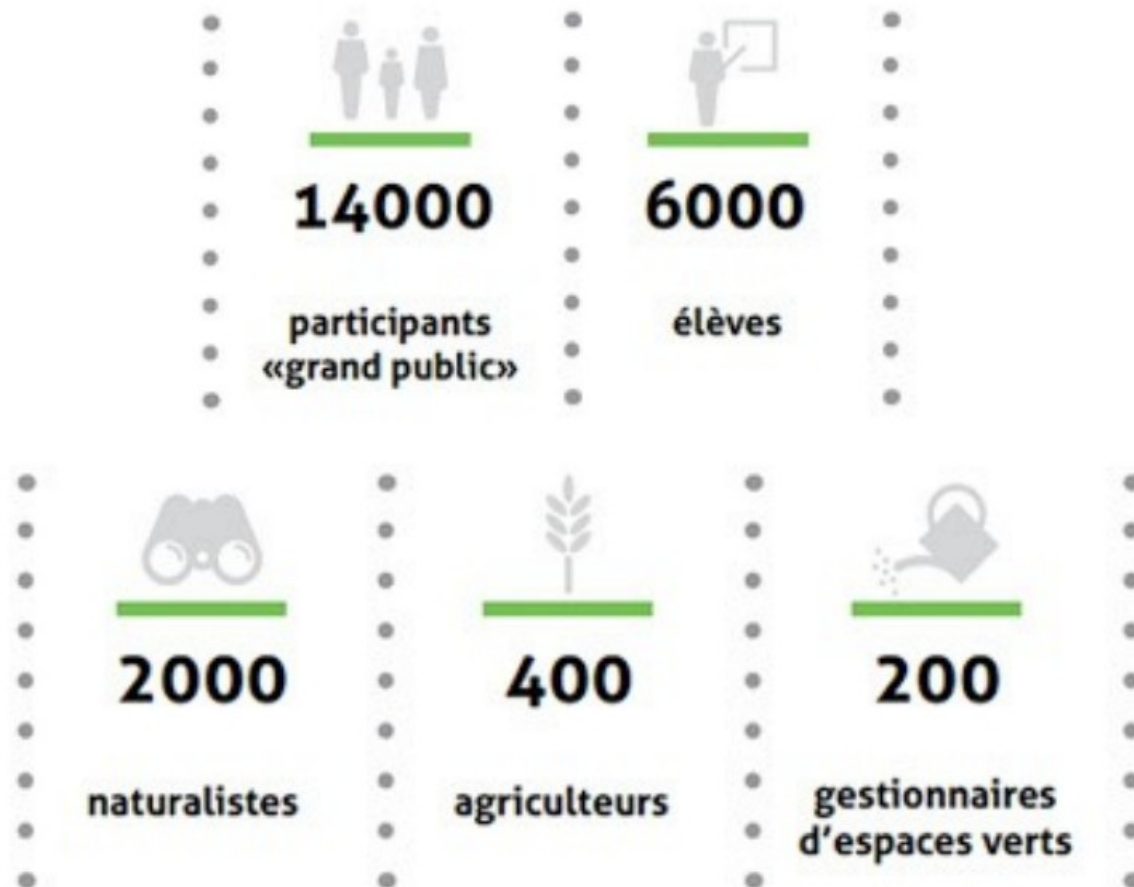 14000
participants
«grand public»
6000
élèves
2000
naturalistes
400
agriculteurs
200
gestionnaires
d'espaces verts